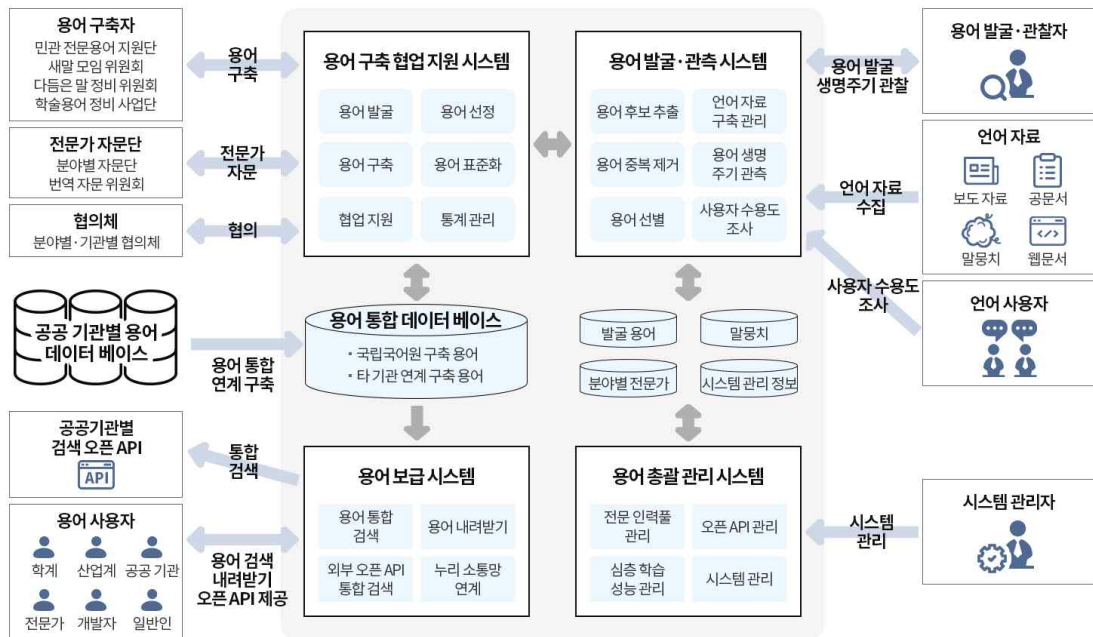 용어 구축자
민관 전문용어 지원단
새말 모임 위원회
다듬은 말 정비 위원회
학술용어 정비 사업단
전문가 자문단
분야별 자문단
번역 자문 위원회
협의체
분야별·기관별 협의체
공공 기관별 용어
데이터 베이스
공공기관별
검색 오픈 API
API
용어 사용자
학계
산업계
공공 기관
전문가
개발자
일반인
용어
구축
전문가
자문
협의
용어 통합
연계 구축
통합
검색
용어 검색
내려받기
오픈 API 제공
용어 구축 협업 지원 시스템
용어 발굴
용어 선정
용어 구축
용어 표준화
협업 지원
통계 관리
용어 통합 데이터 베이스
· 국립국어원 구축 용어
· 타 기관 연계 구축 용어
용어 보급 시스템
용어 통합
검색
용어 내려받기
외부 오픈 API
통합 검색
누리 소통망
연계
용어 발굴·관측 시스템
용어 후보 추출
언어 자료
구축 관리
용어 중복 제거
용어 생명
주기 관측
용어 선별
사용자 수용도
조사
발굴 용어
말뭉치
분야별 전문가
시스템 관리 정보
용어 총괄 관리 시스템
전문 인력풀
관리
오픈 API 관리
심층 학습
성능 관리
시스템 관리
용어 발굴
생명주기 관찰
언어 자료
수집
사용자 수용도
조사
시스템
관리
용어 발굴·관찰자
언어 자료
보도 자료
공문서
말뭉치
웹문서
언어 사용자
시스템 관리자